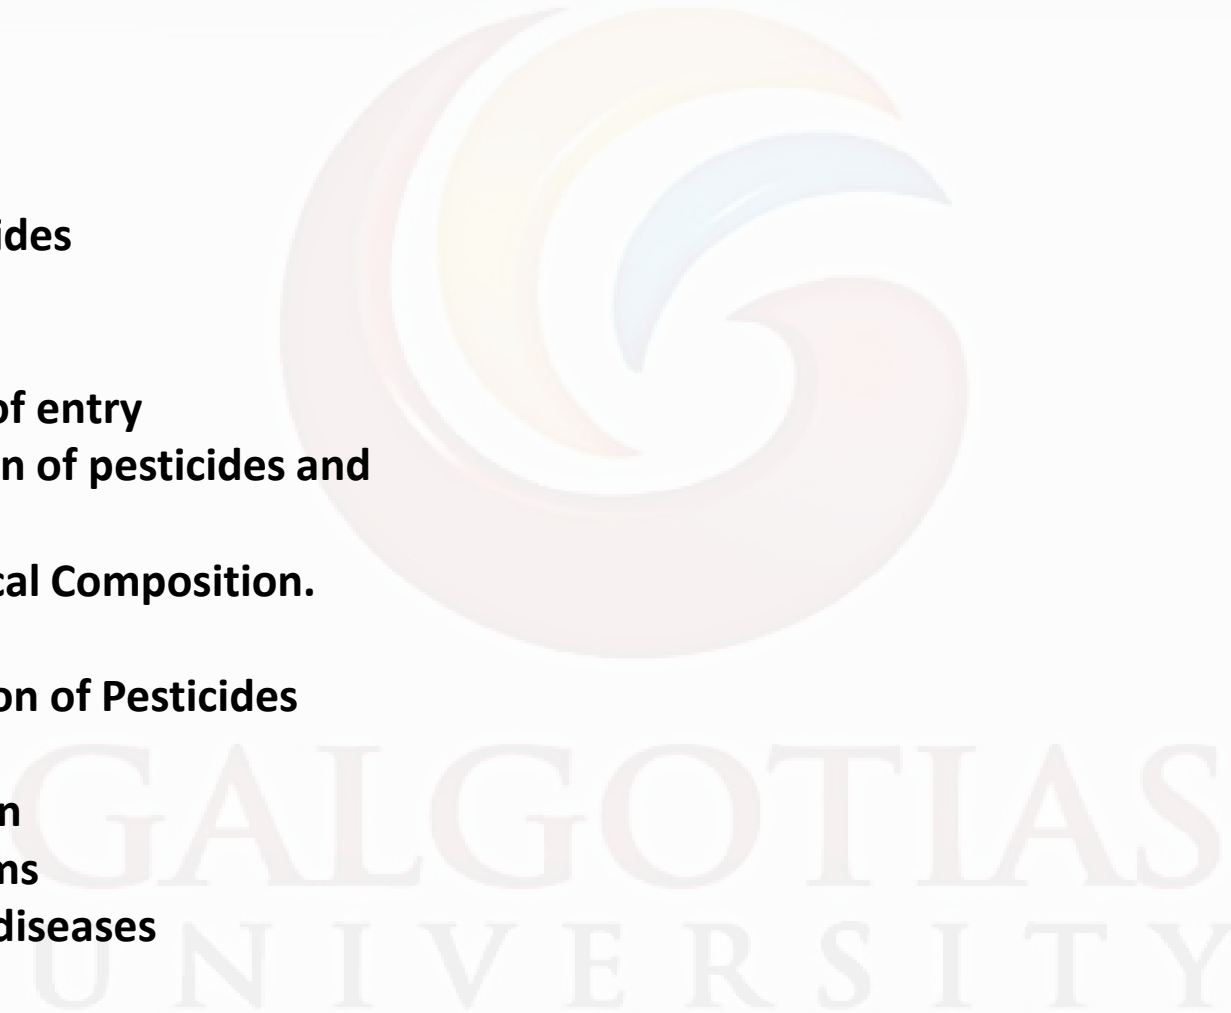 ides
of entry
n of pesticides and
cal Composition.
on of Pesticides
n
ms
diseases
GALGOTIAS
UNIVERSITY